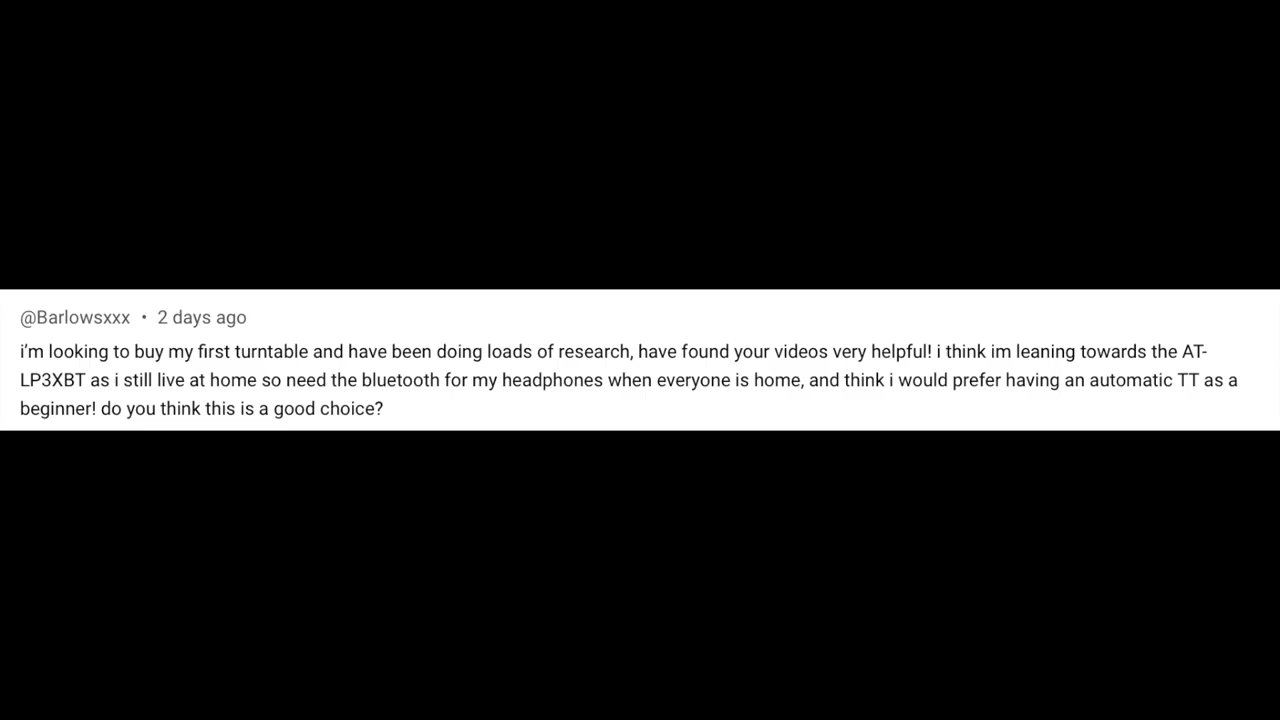 @Barlowsxxx • 2 days ago
i’m looking to buy my first turntable and have been doing loads of research, have found your videos very helpful! i think im leaning towards the AT-
LP3XBT as i still live at home so need the bluetooth for my headphones when everyone is home, and think i would prefer having an automatic TT as a
beginner! do you think this is a good choice?